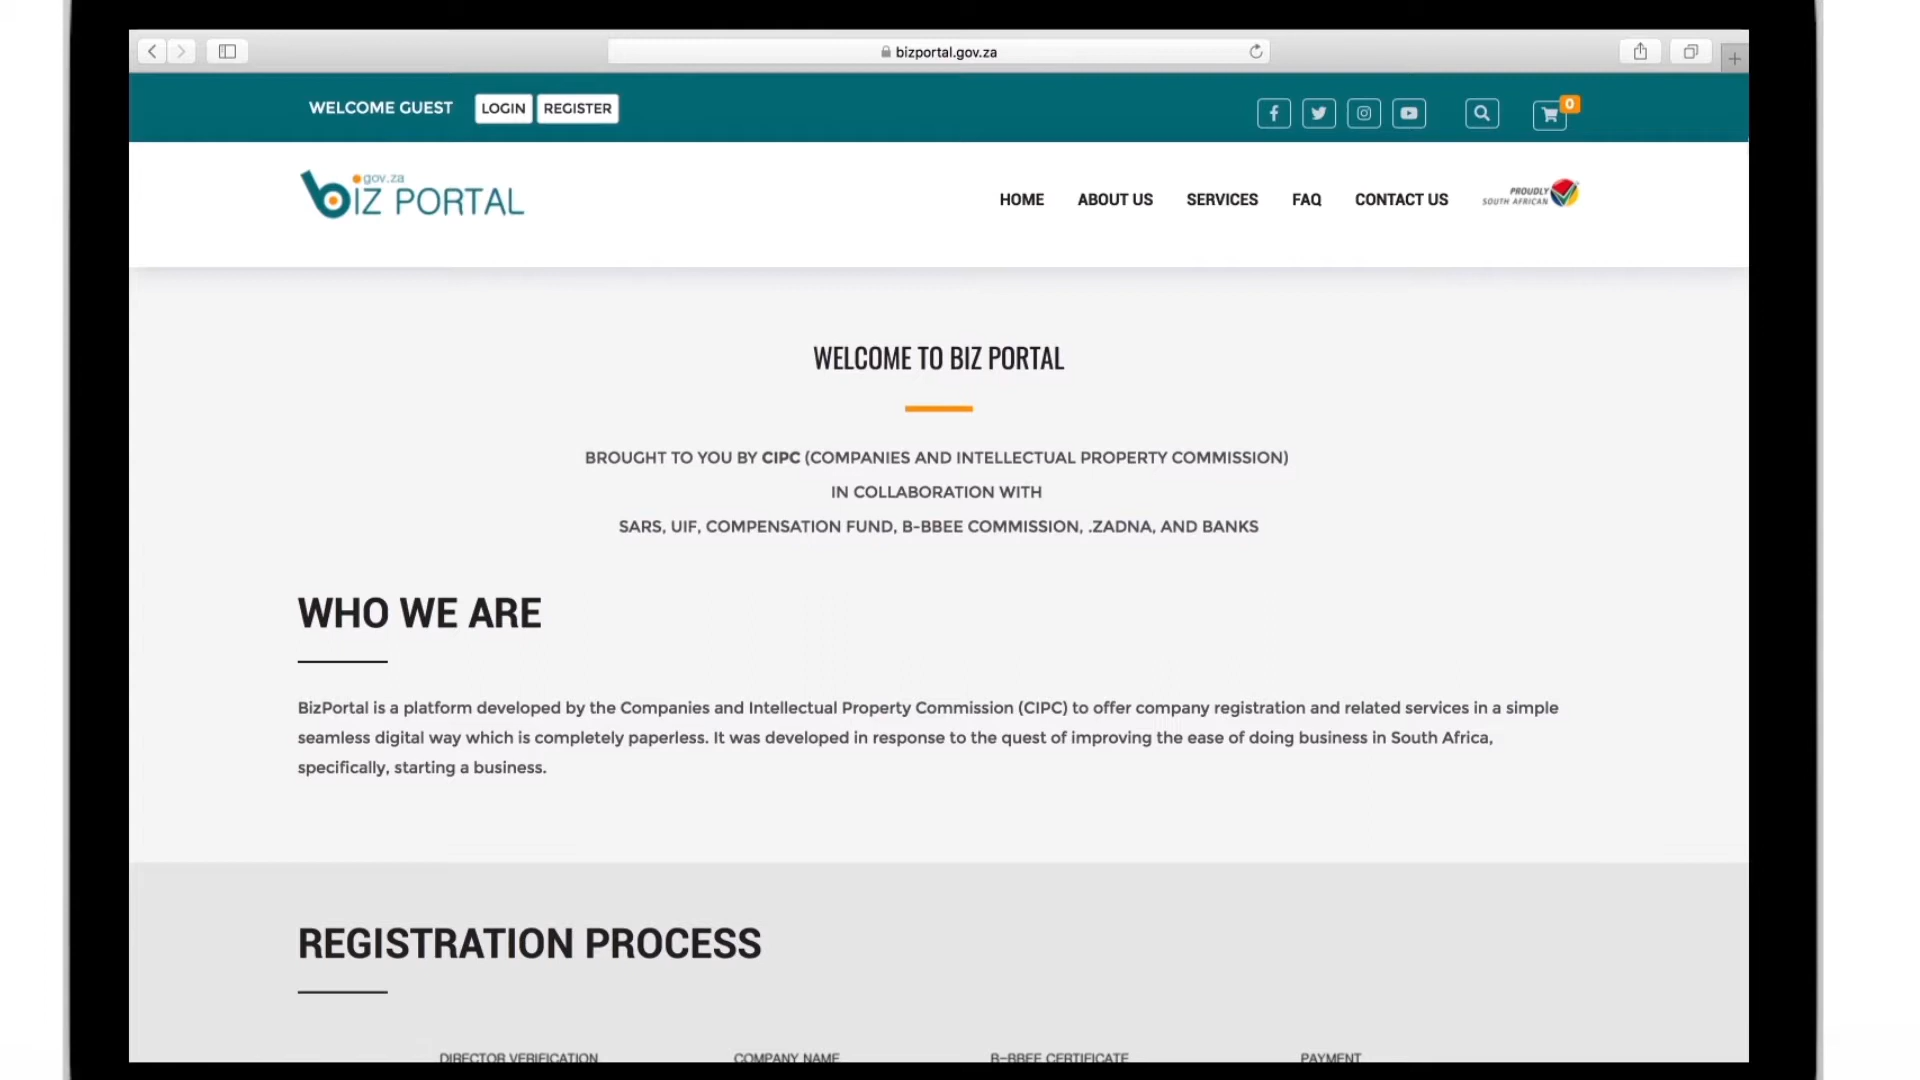 bizportal.gov.za
WELCOME GUEST LOGIN REGISTER
0
gov.za
bIZ PORTAL
HOME ABOUT US SERVICES FAQ CONTACT US
PROUDLY
SOUTH AFRICAN
WELCOME TO BIZ PORTAL
BROUGHT TO YOU BY CIPC (COMPANIES AND INTELLECTUAL PROPERTY COMMISSION)
IN COLLABORATION WITH
SARS, UIF, COMPENSATION FUND, B-BBEE COMMISSION, .ZADNA, AND BANKS
WHO WE ARE
BizPortal is a platform developed by the Companies and Intellectual Property Commission (CIPC) to offer company registration and related services in a simple
seamless digital way which is completely paperless. It was developed in response to the quest of improving the ease of doing business in South Africa,
specifically, starting a business.
REGISTRATION PROCESS
DIRECTOR VERIFICATION COMPANY NAME B-BBEE CERTIFICATE PAYMENT